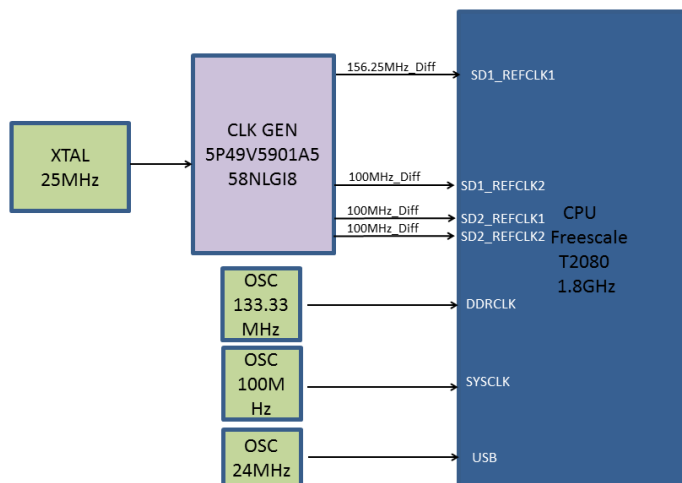 156.25MHz_Diff
SD1_REFCLK1
XTAL
25MHz
CLK GEN
5P49V5901A5
58NLGI8
100MHz_Diff
SD1_REFCLK2
100MHz_Diff
SD2_REFCLK1
100MHz_Diff
SD2_REFCLK2
CPU
Freescale
T2080
1.8GHz
OSC
133.33
MHz
DDRCLK
OSC
100M
Hz
SYSCLK
OSC
24MHz
USB